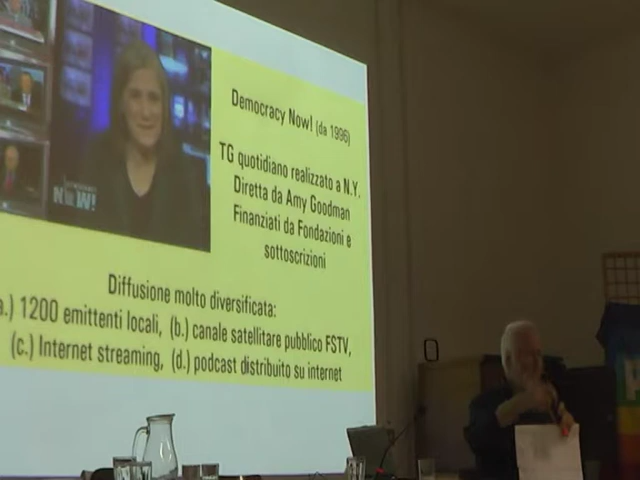 NOW!
Democracy Now! (da 1996)
TG quotidiano realizzato a N.Y.
Diretta da Amy Goodman
Finanziati da Fondazioni e
sottoscrizioni
Diffusione molto diversificata:
a.) 1200 emittenti locali, (b.) canale satellitare pubblico FSTV,
(c.) Internet streaming, (d.) podcast distribuito su internet